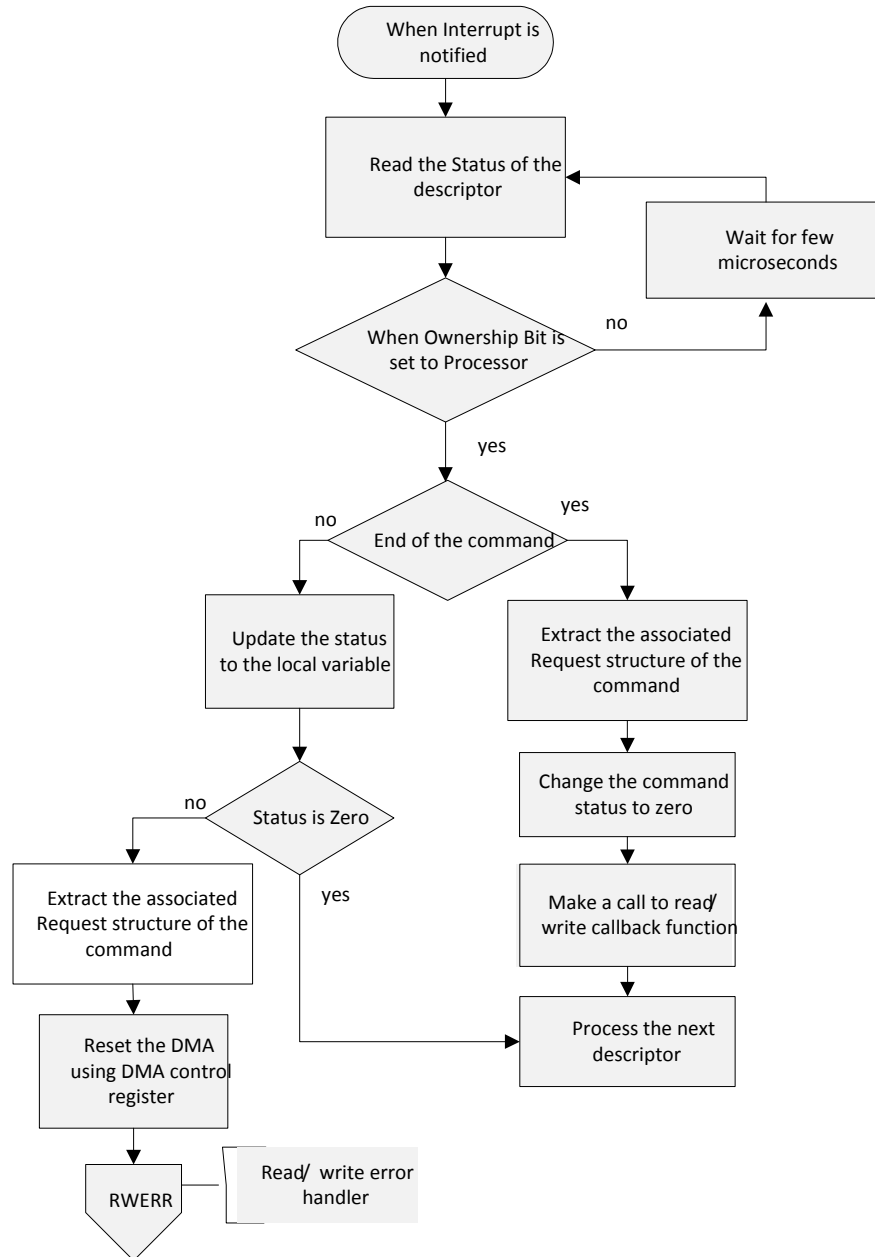 When Interrupt is
notified
Read the Status of the
descriptor
Wait for few
microseconds
When Ownership Bit is
set to Processor
no
yes
End of the command
no
yes
Update the status
to the local variable
Extract the associated
Request structure of the
command
Change the command
status to zero
Status is Zero
no
yes
Extract the associated
Request structure of the
command
Make a call to read/
write callback function
Process the next
descriptor
Reset the DMA
using DMA control
register
RWERR
Read/ write error
handler